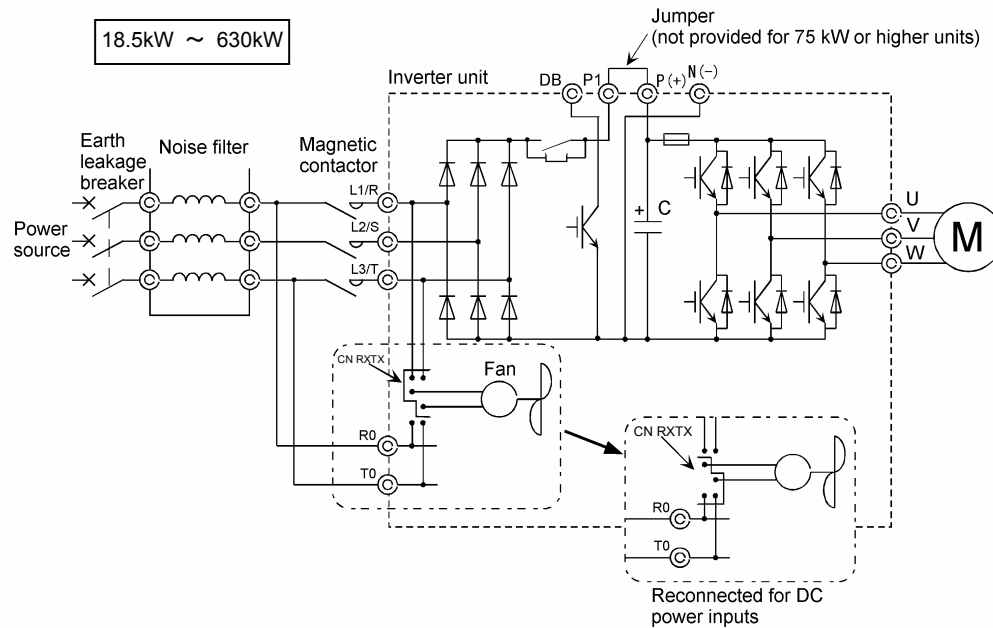 18.5kW ～ 630kW
Jumper
(not provided for 75 kW or higher units)
Inverter unit
DB
P1
P(+)
N(−)
Earth
leakage
breaker
Noise filter
Magnetic
contactor
L1/R
L2/S
L3/T
Power
source
+
C
U
V
W
M
CN RXTX
Fan
R0
T0
CN RXTX
R0
T0
Reconnected for DC
power inputs